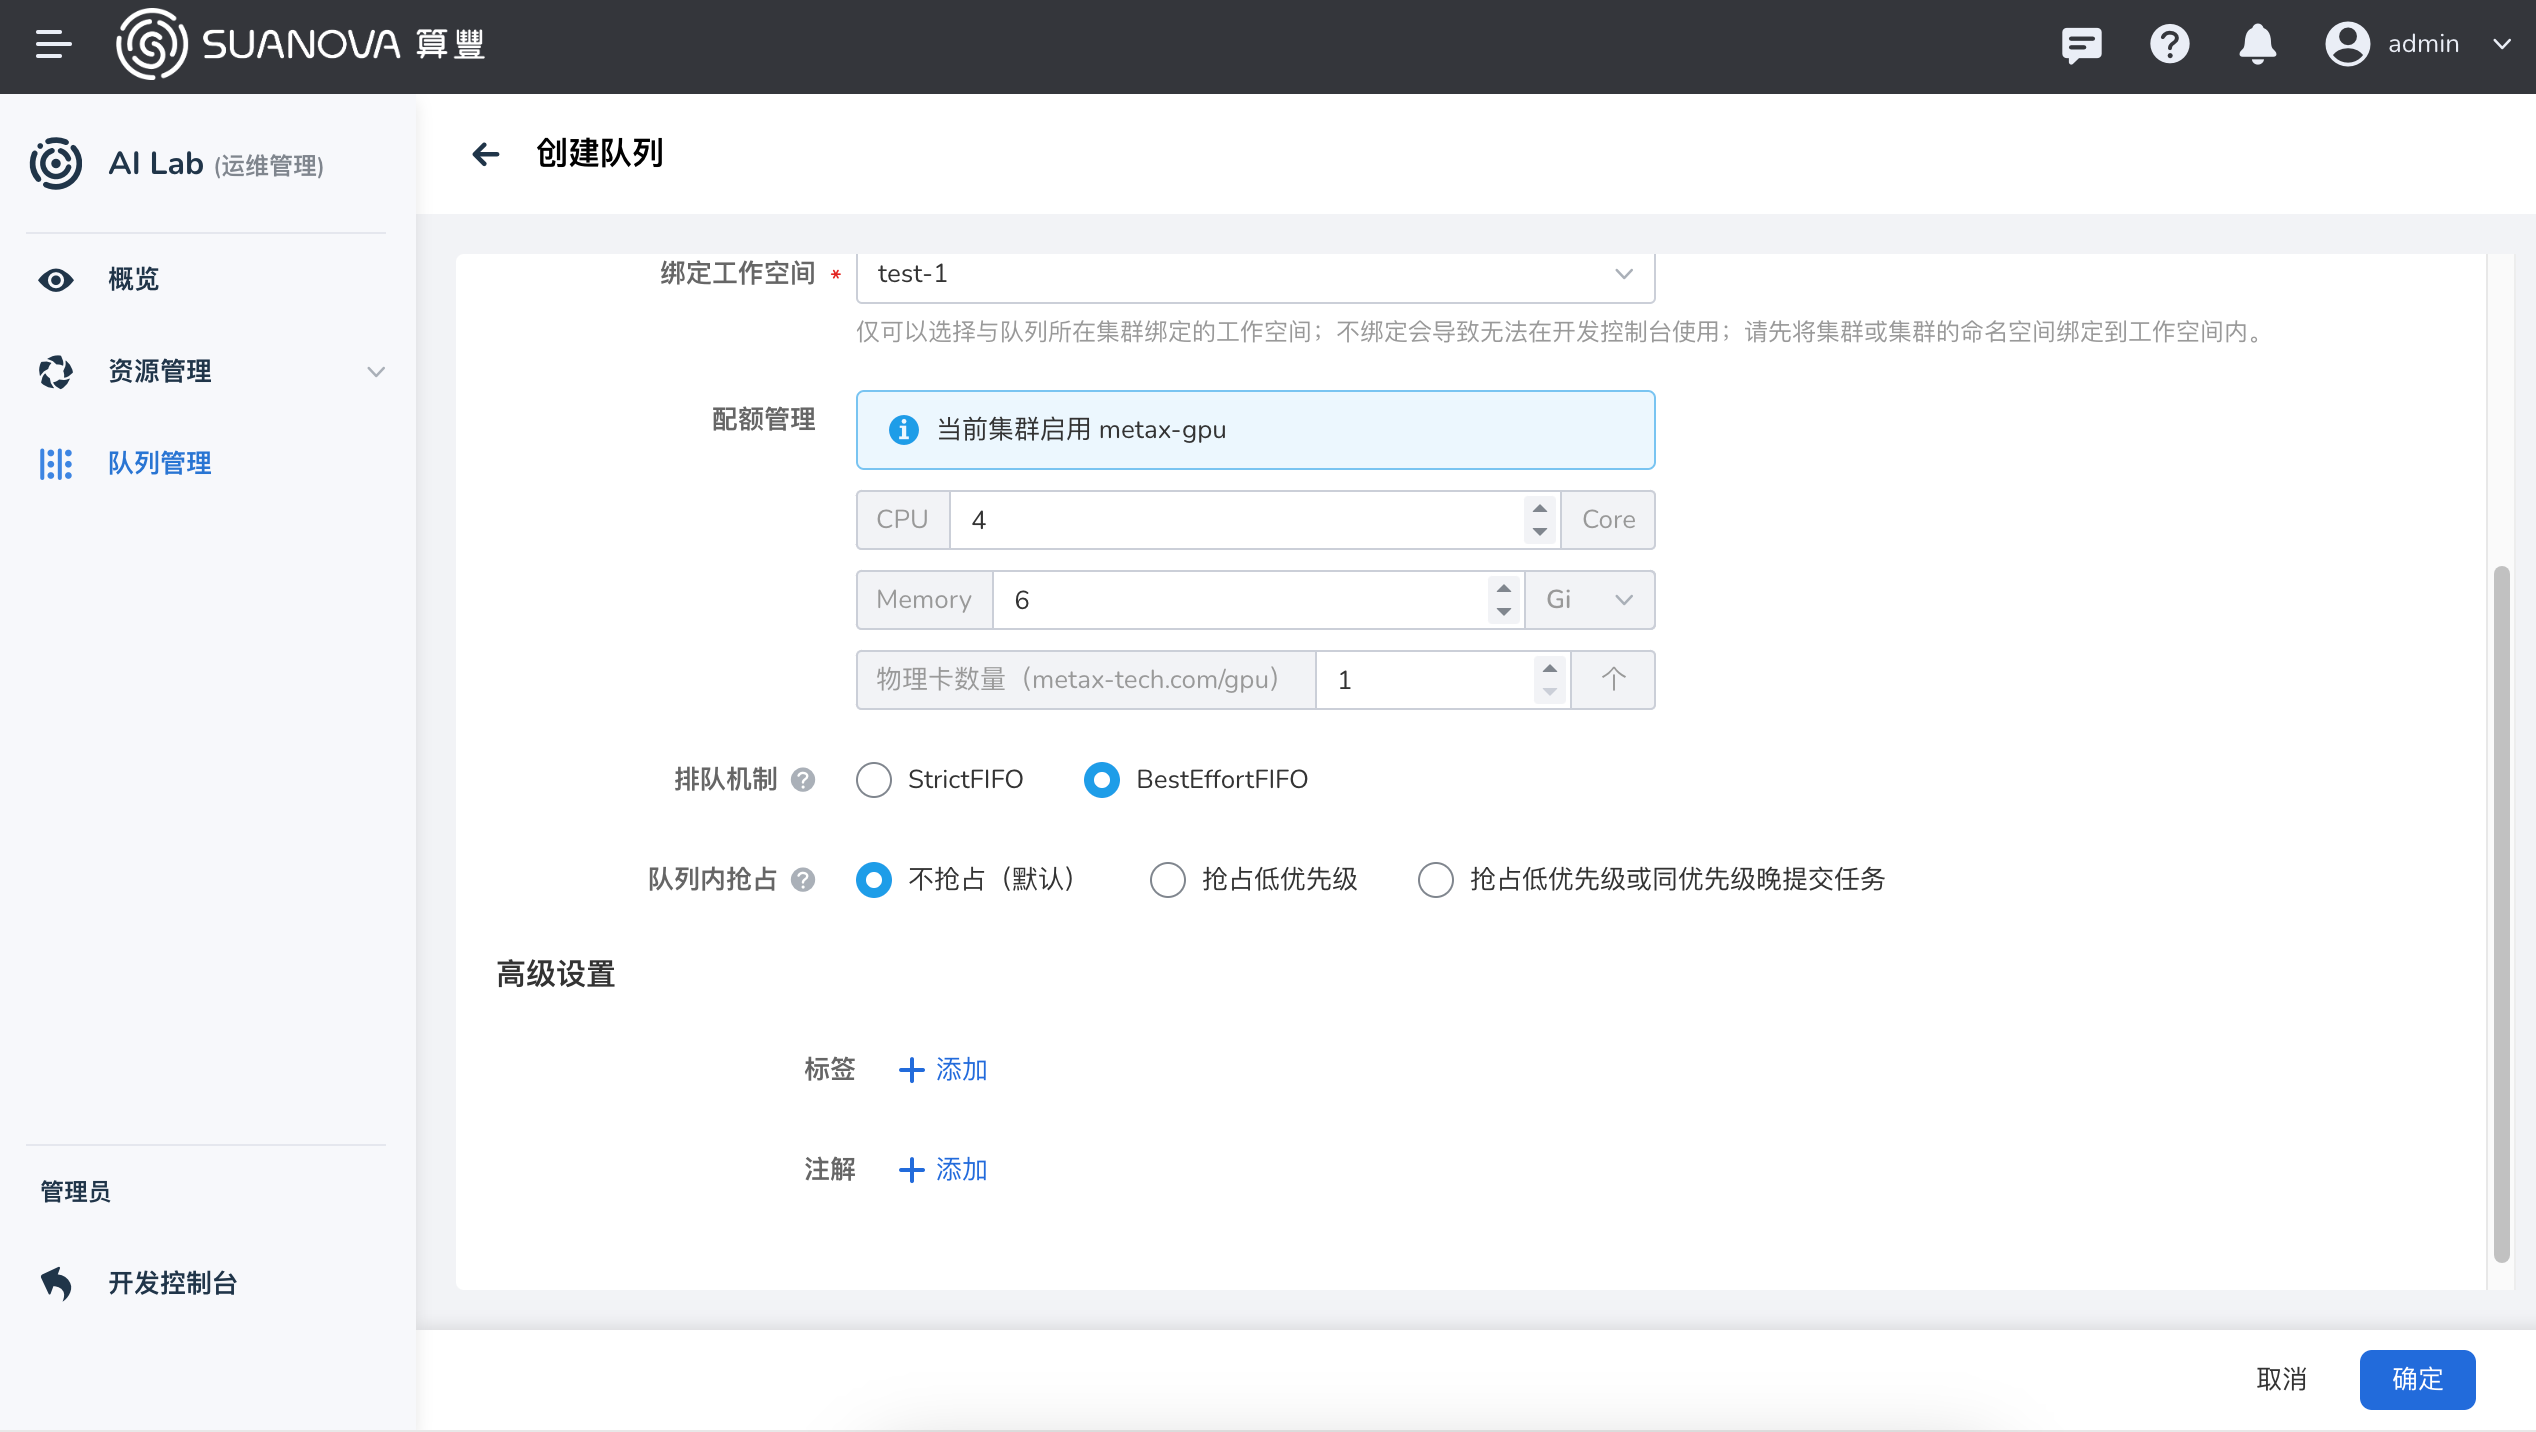 SUANOVA 算豐
admin
AI Lab (运维管理)
概览
资源管理
队列管理
管理员
开发控制台
创建队列
绑定工作空间 * test-1
仅可以选择与队列所在集群绑定的工作空间；不绑定会导致无法在开发控制台使用；请先将集群或集群的命名空间绑定到工作空间内。
配额管理 当前集群启用 metax-gpu
CPU 4 Core
Memory 6 Gi
物理卡数量（metax-tech.com/gpu） 1 个
排队机制 StrictFIFO BestEffortFIFO
队列内抢占 不抢占（默认） 抢占低优先级 抢占低优先级或同优先级晚提交任务
高级设置
标签 添加
注解 添加
取消 确定